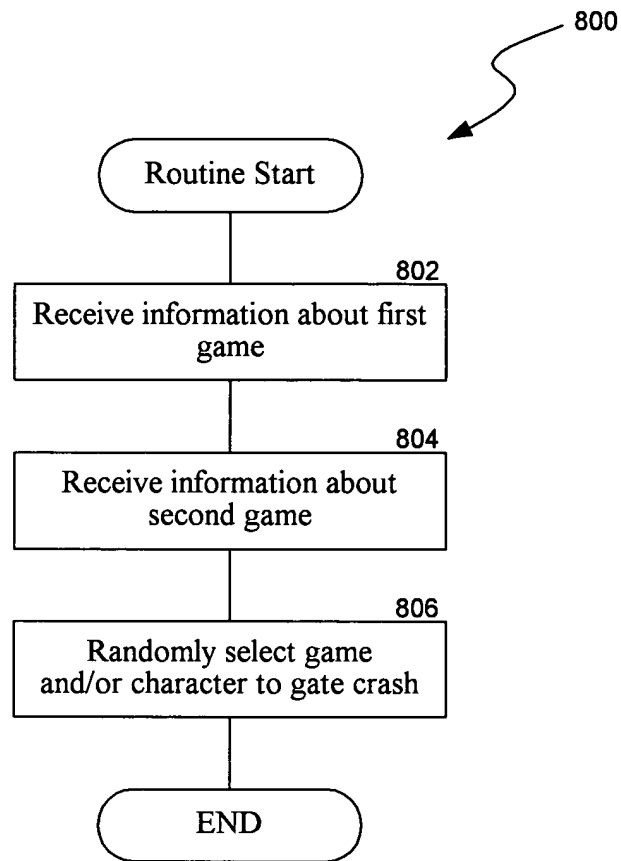 800
Routine Start
802
Receive information about first
game
804
Receive information about
second game
806
Randomly select game
and/or character to gate crash
END